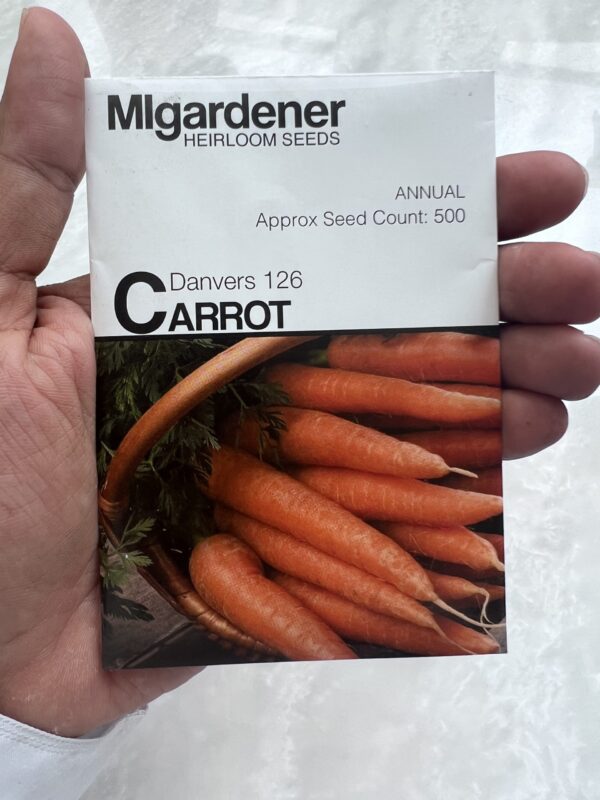 MIgardener
HEIRLOOM SEEDS
ANNUAL
Approx Seed Count: 500
Danvers 126
CARROT